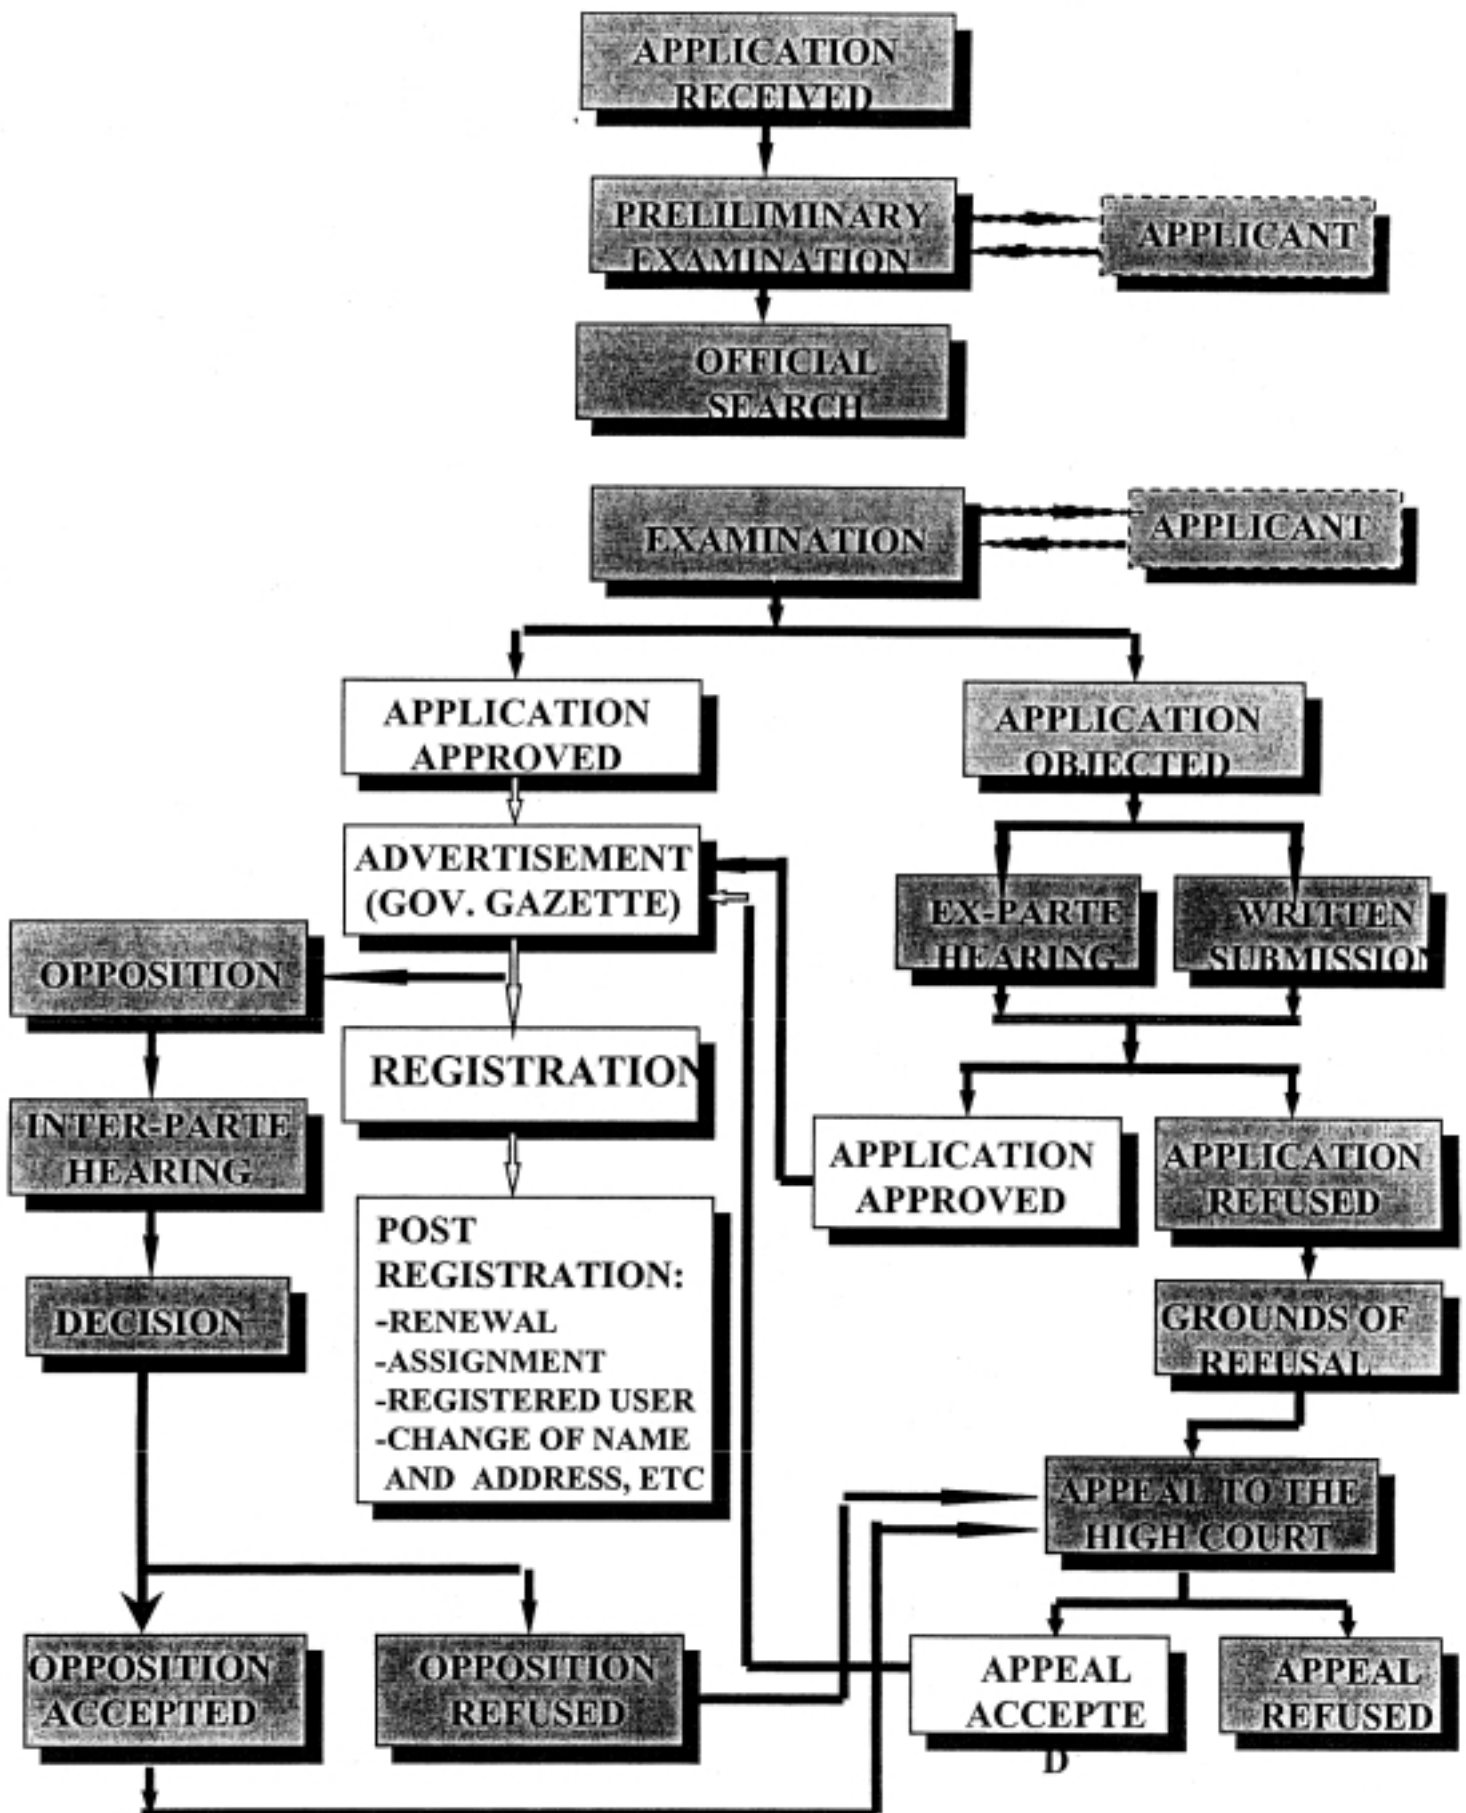 APPLICATION
RECEIVED
PRELILIMINARY
EXAMINATION
APPLICANT
OFFICIAL
SEARCH
EXAMINATION
APPLICANT
APPLICATION
APPROVED
APPLICATION
OBJECTED
ADVERTISEMENT
(GOV. GAZETTE)
EX-PARTE
HEARING
WRITTEN
SUBMISSION
OPPOSITION
REGISTRATION
INTER-PARTE
HEARING
APPLICATION
APPROVED
APPLICATION
REFUSED
POST
REGISTRATION:
-RENEWAL
-ASSIGNMENT
-REGISTERED USER
-CHANGE OF NAME
AND ADDRESS, ETC
DECISION
GROUNDS OF
REFUSAL
APPEAL TO THE
HIGH COURT
OPPOSITION
ACCEPTED
OPPOSITION
REFUSED
APPEAL
ACCEPTE
D
APPEAL
REFUSED